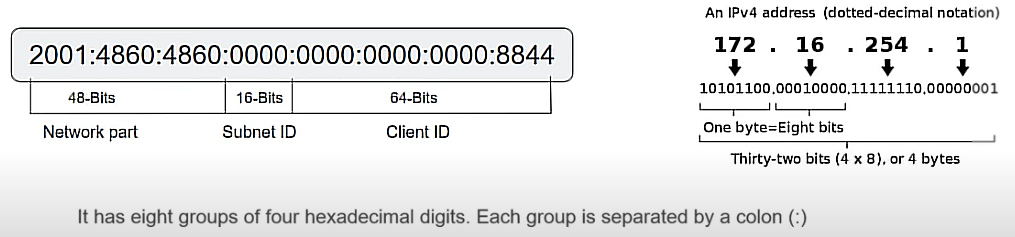 2001:4860:4860:0000:0000:0000:0000:8844
48-Bits 16-Bits 64-Bits
Network part Subnet ID Client ID
An IPv4 address (dotted-decimal notation)
172 . 16 . 254 . 1
10101100.00010000.11111110.00000001
One byte=Eight bits
Thirty-two bits (4 x 8), or 4 bytes
It has eight groups of four hexadecimal digits. Each group is separated by a colon (:)